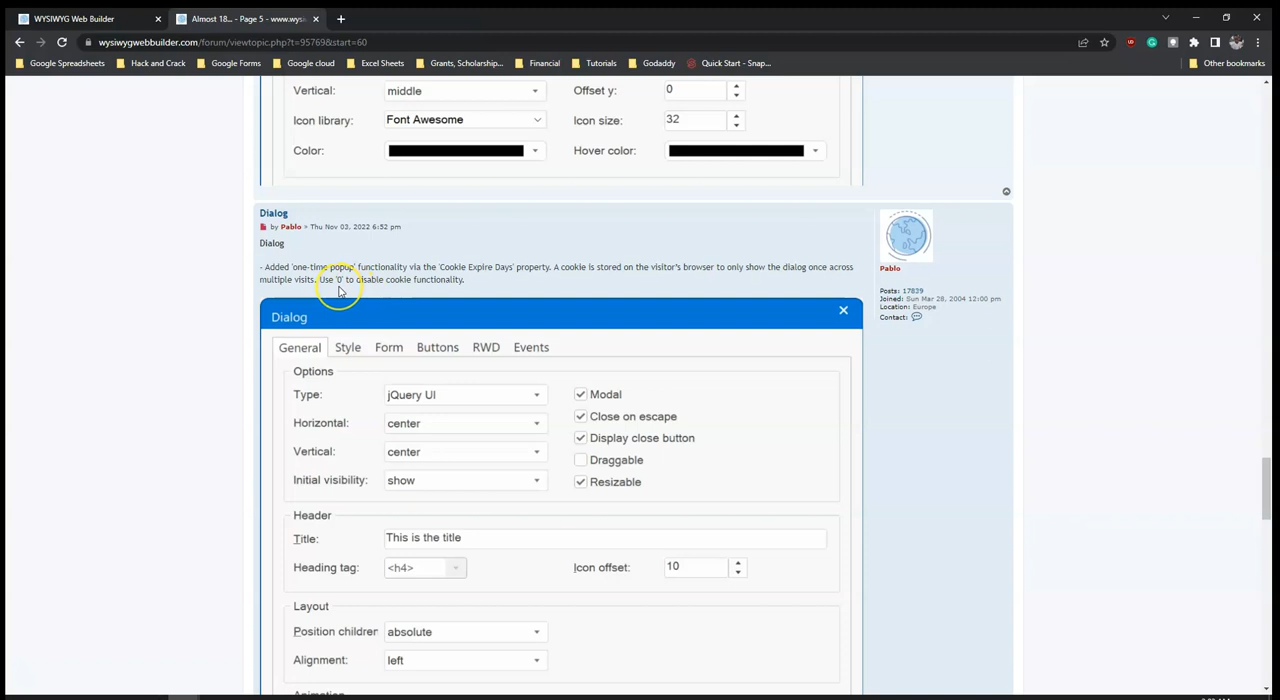 WYSIWYG Web Builder
Almost 18... - Page 5 - www.wysi
wysiwygwebbuilder.com/forum/viewtopic.php?t=95769&start=60
Google Spreadsheets Hack and Crack Google Forms Google cloud Excel Sheets Grants, Scholarship... Financial Tutorials Godaddy Quick Start - Snap... Other bookmarks
Vertical: middle Offset y: 0
Icon library: Font Awesome Icon size: 32
Color: Hover color:
Dialog
by Pablo > Thu Nov 03, 2022 6:52 pm
Dialog
- Added 'one-time popup' functionality via the 'Cookie Expire Days' property. A cookie is stored on the visitor's browser to only show the dialog once across
multiple visits. Use '0' to disable cookie functionality.
Pablo
Posts: 17839
Joined: Sun Mar 28, 2004 12:00 pm
Location: Europe
Contact:
Dialog
General Style Form Buttons RWD Events
Options
Type: jQuery UI Modal
Horizontal: center Close on escape
Vertical: center Display close button
Draggable
Initial visibility: show Resizable
Header
Title: This is the title
Heading tag: <h4> Icon offset: 10
Layout
Position children absolute
Alignment: left